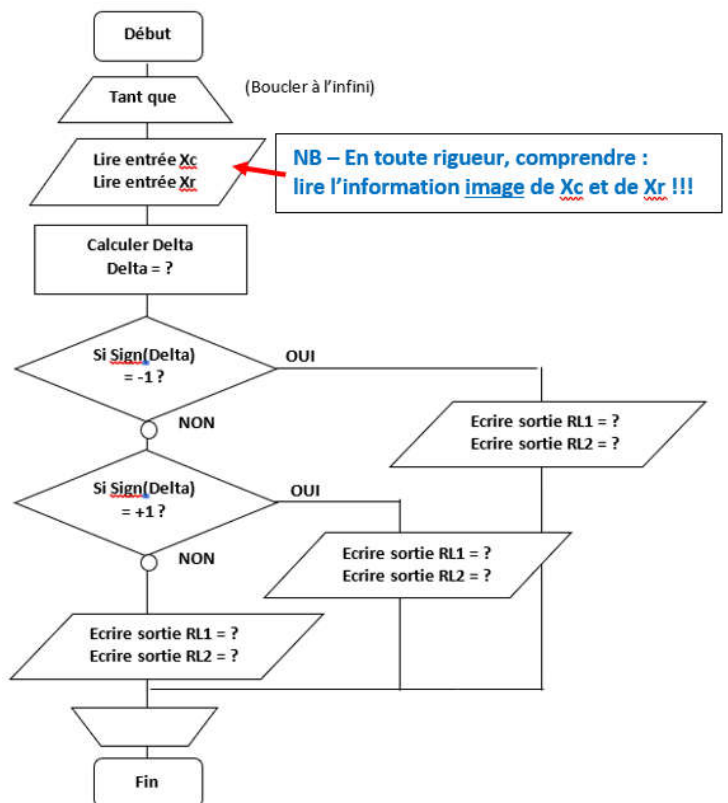 Début
Tant que
(Boucler à l’infini)
Lire entrée Xc
Lire entrée Xr
NB – En toute rigueur, comprendre :
lire l’information image de Xc et de Xr !!!
Calculer Delta
Delta = ?
Si Sign(Delta)
= -1 ?
OUI
Ecrire sortie RL1 = ?
Ecrire sortie RL2 = ?
NON
Si Sign(Delta)
= +1 ?
OUI
Ecrire sortie RL1 = ?
Ecrire sortie RL2 = ?
NON
Ecrire sortie RL1 = ?
Ecrire sortie RL2 = ?
Fin